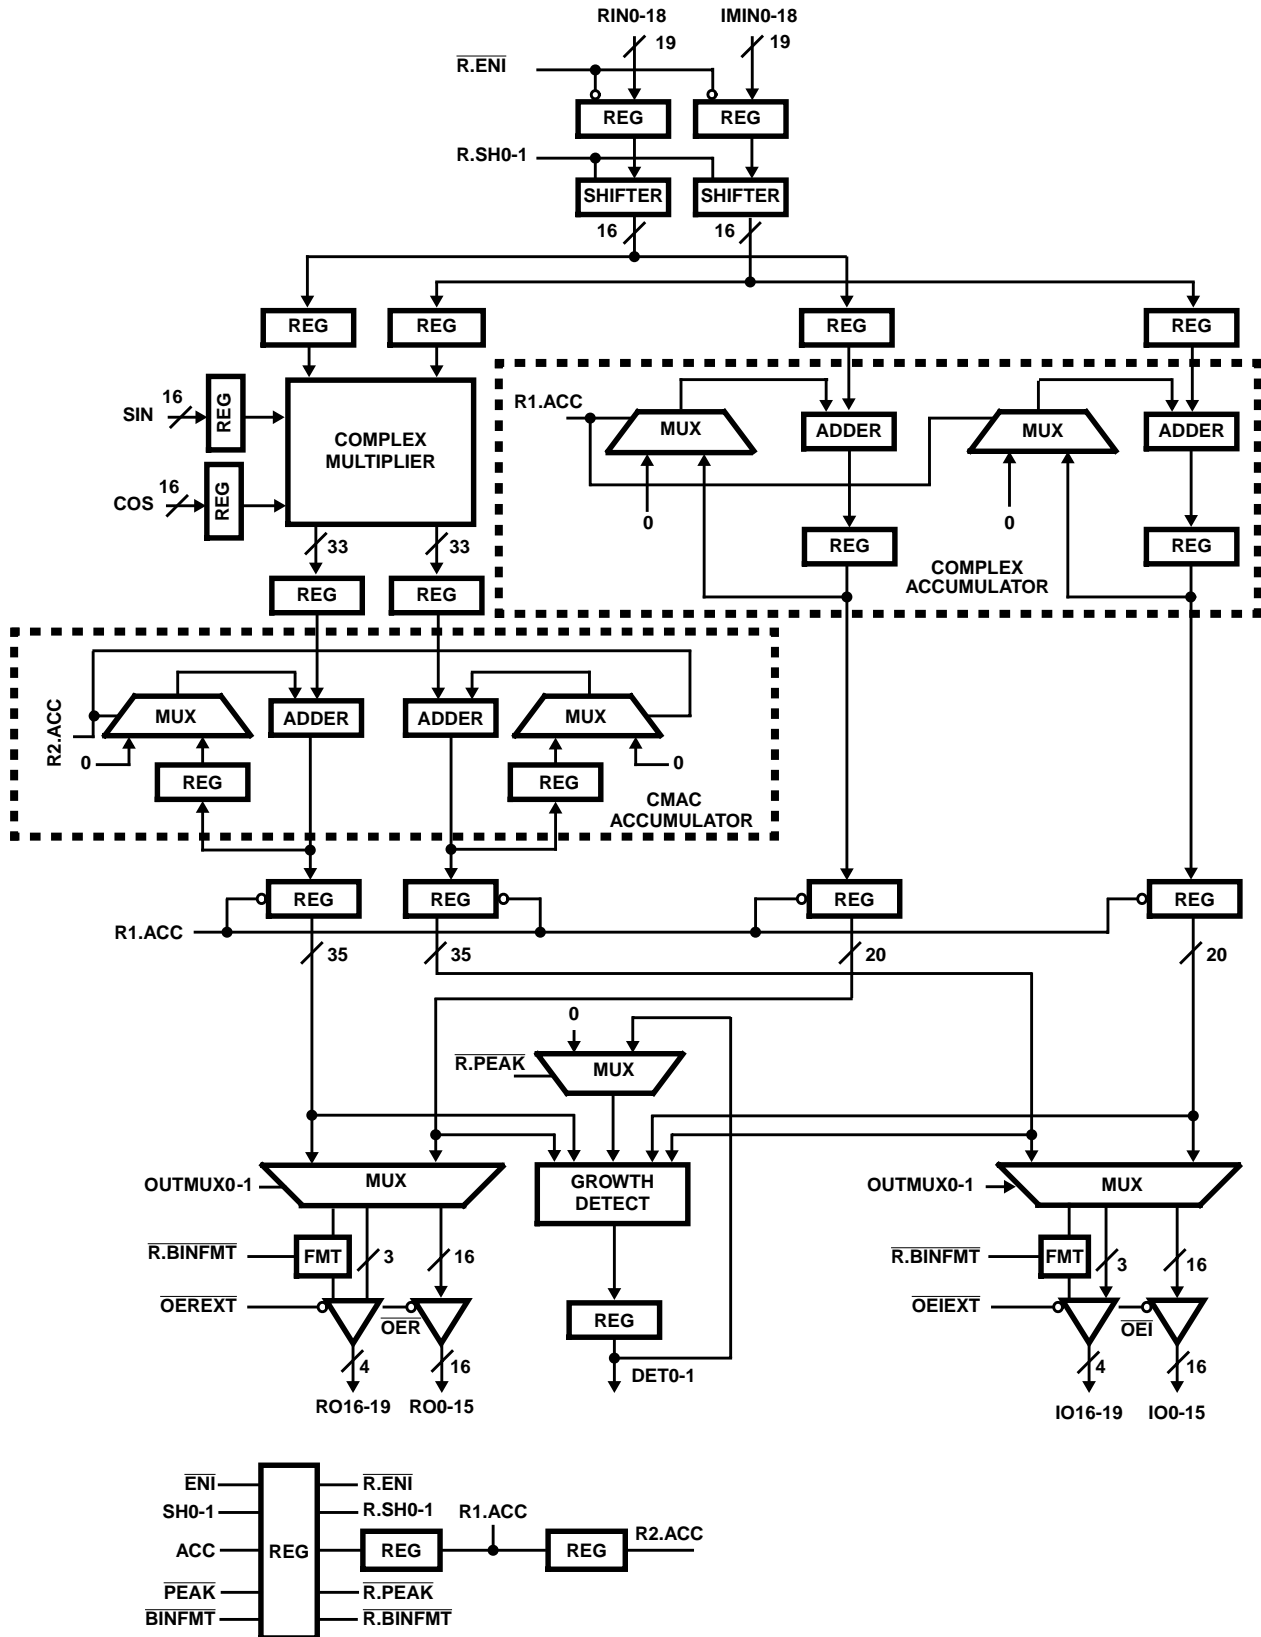 RIN0-18 IMIN0-18
19 19
R.ENI
REG REG
R.SH0-1
SHIFTER SHIFTER
16 16
REG REG REG REG
SIN 16 REG
COS 16 REG
COMPLEX
MULTIPLIER
33 33
REG REG
R1.ACC
MUX ADDER MUX ADDER
0 0
REG REG
COMPLEX
ACCUMULATOR
R2.ACC
MUX ADDER ADDER MUX
0 0
REG REG
CMAC
ACCUMULATOR
REG REG REG REG
R1.ACC
35 35 20 20
0
R.PEAK MUX
OUTMUX0-1 MUX
GROWTH
DETECT
OUTMUX0-1 MUX
R.BINFMT FMT 3 16
R.BINFMT FMT 3 16
OEREXT OER
REG
OEIEXT OEI
4 16
DET0-1
4 16
RO16-19 RO0-15
IO16-19 IO0-15
ENI R.ENI
SH0-1 R.SH0-1
R1.ACC
ACC REG REG REG R2.ACC
PEAK R.PEAK
BINFMT R.BINFMT